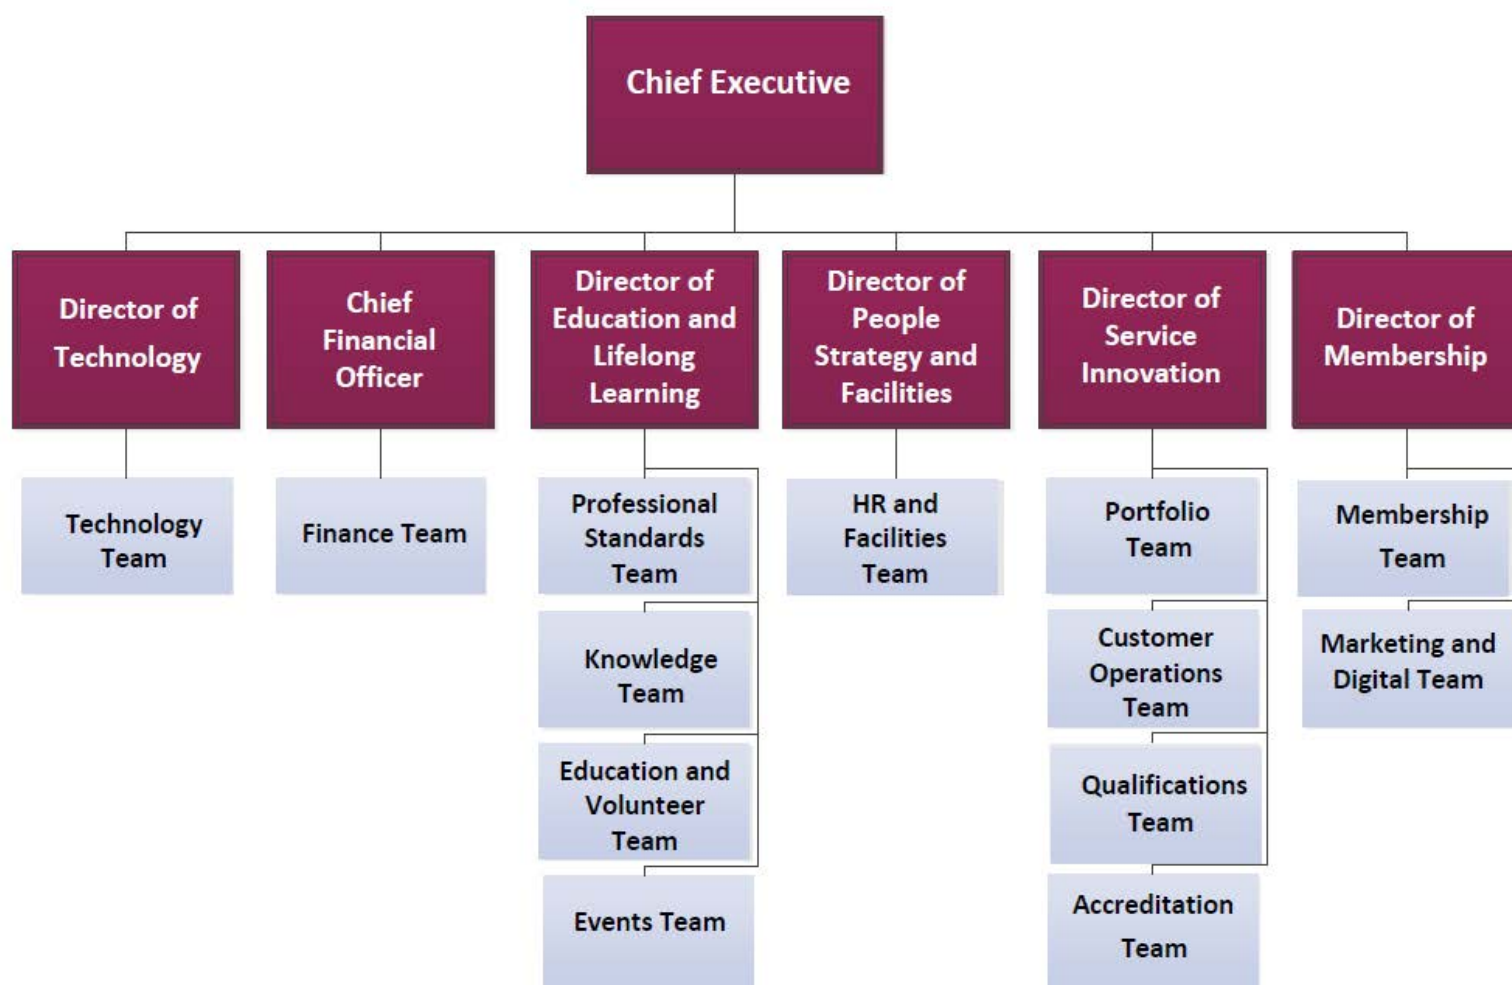 Chief Executive
Director of
Technology
Chief
Financial
Officer
Director of
Education and
Lifelong
Learning
Director of
People
Strategy and
Facilities
Director of
Service
Innovation
Director of
Membership
Technology
Team
Finance Team
Professional
Standards
Team
HR and
Facilities
Team
Portfolio
Team
Membership
Team
Knowledge
Team
Customer
Operations
Team
Marketing and
Digital Team
Education and
Volunteer
Team
Qualifications
Team
Events Team
Accreditation
Team